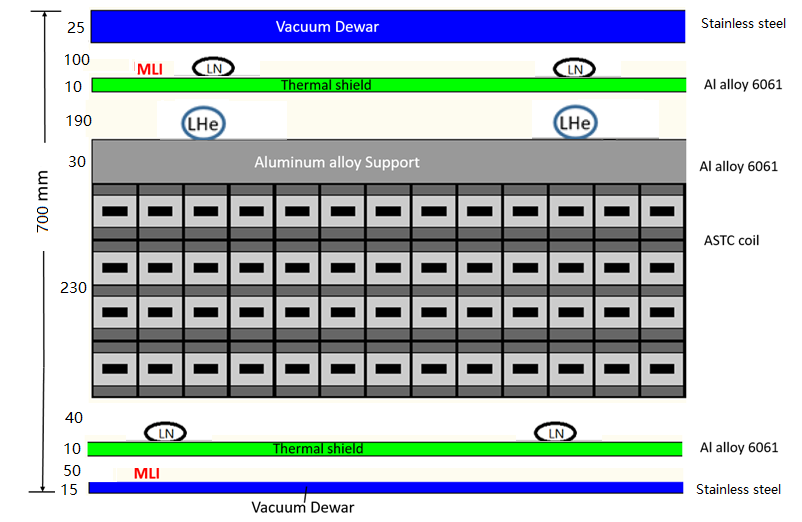 25
Vacuum Dewar
Stainless steel
100
MLI
LN
LN
10
Thermal shield
Al alloy 6061
190
LHe
LHe
30
Aluminum alloy Support
Al alloy 6061
700 mm
ASTC coil
230
40
LN
LN
10
Thermal shield
Al alloy 6061
50
MLI
15
Stainless steel
Vacuum Dewar